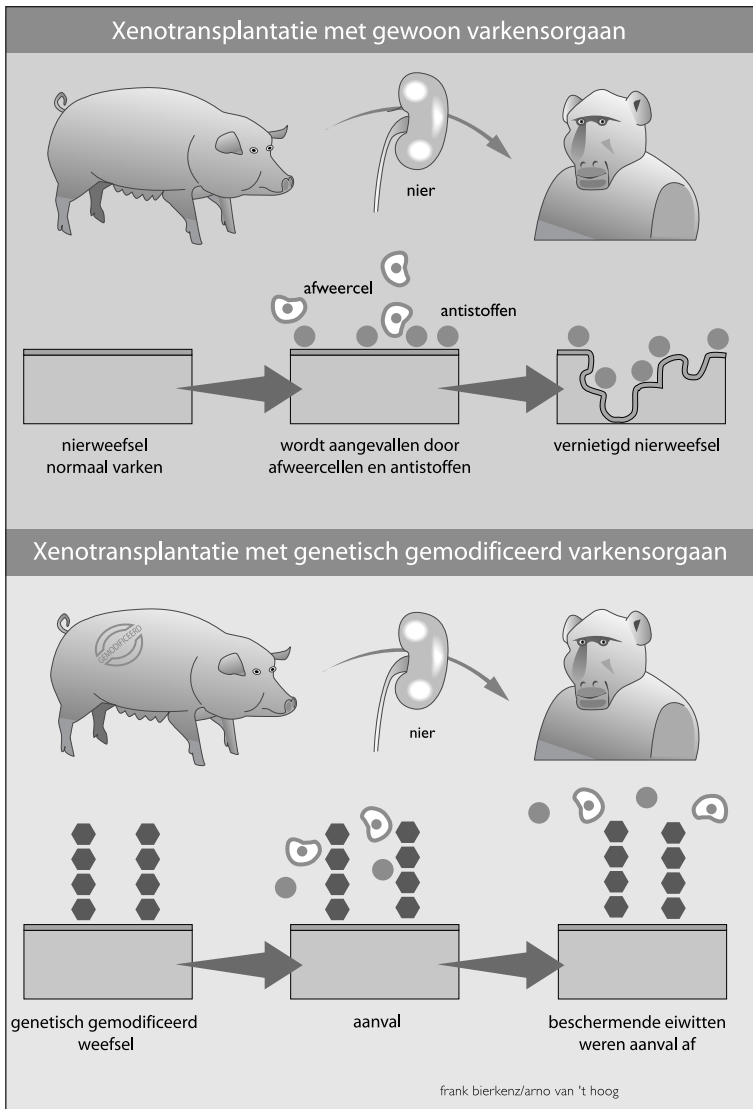 Xenotransplantatie met gewoon varkensorgaan
nier
afweercel
antistoffen
nierweefsel
normaal varken
wordt aangevallen door
afweercellen en antistoffen
vernietigd nierweefsel
Xenotransplantatie met genetisch gemodificeerd varkensorgaan
GEMODIFICEERD
nier
genetisch gemodificeerd
weefsel
aanval
beschermende eiwitten
weren aanval af
frank bierkenz/arno van 't hoog